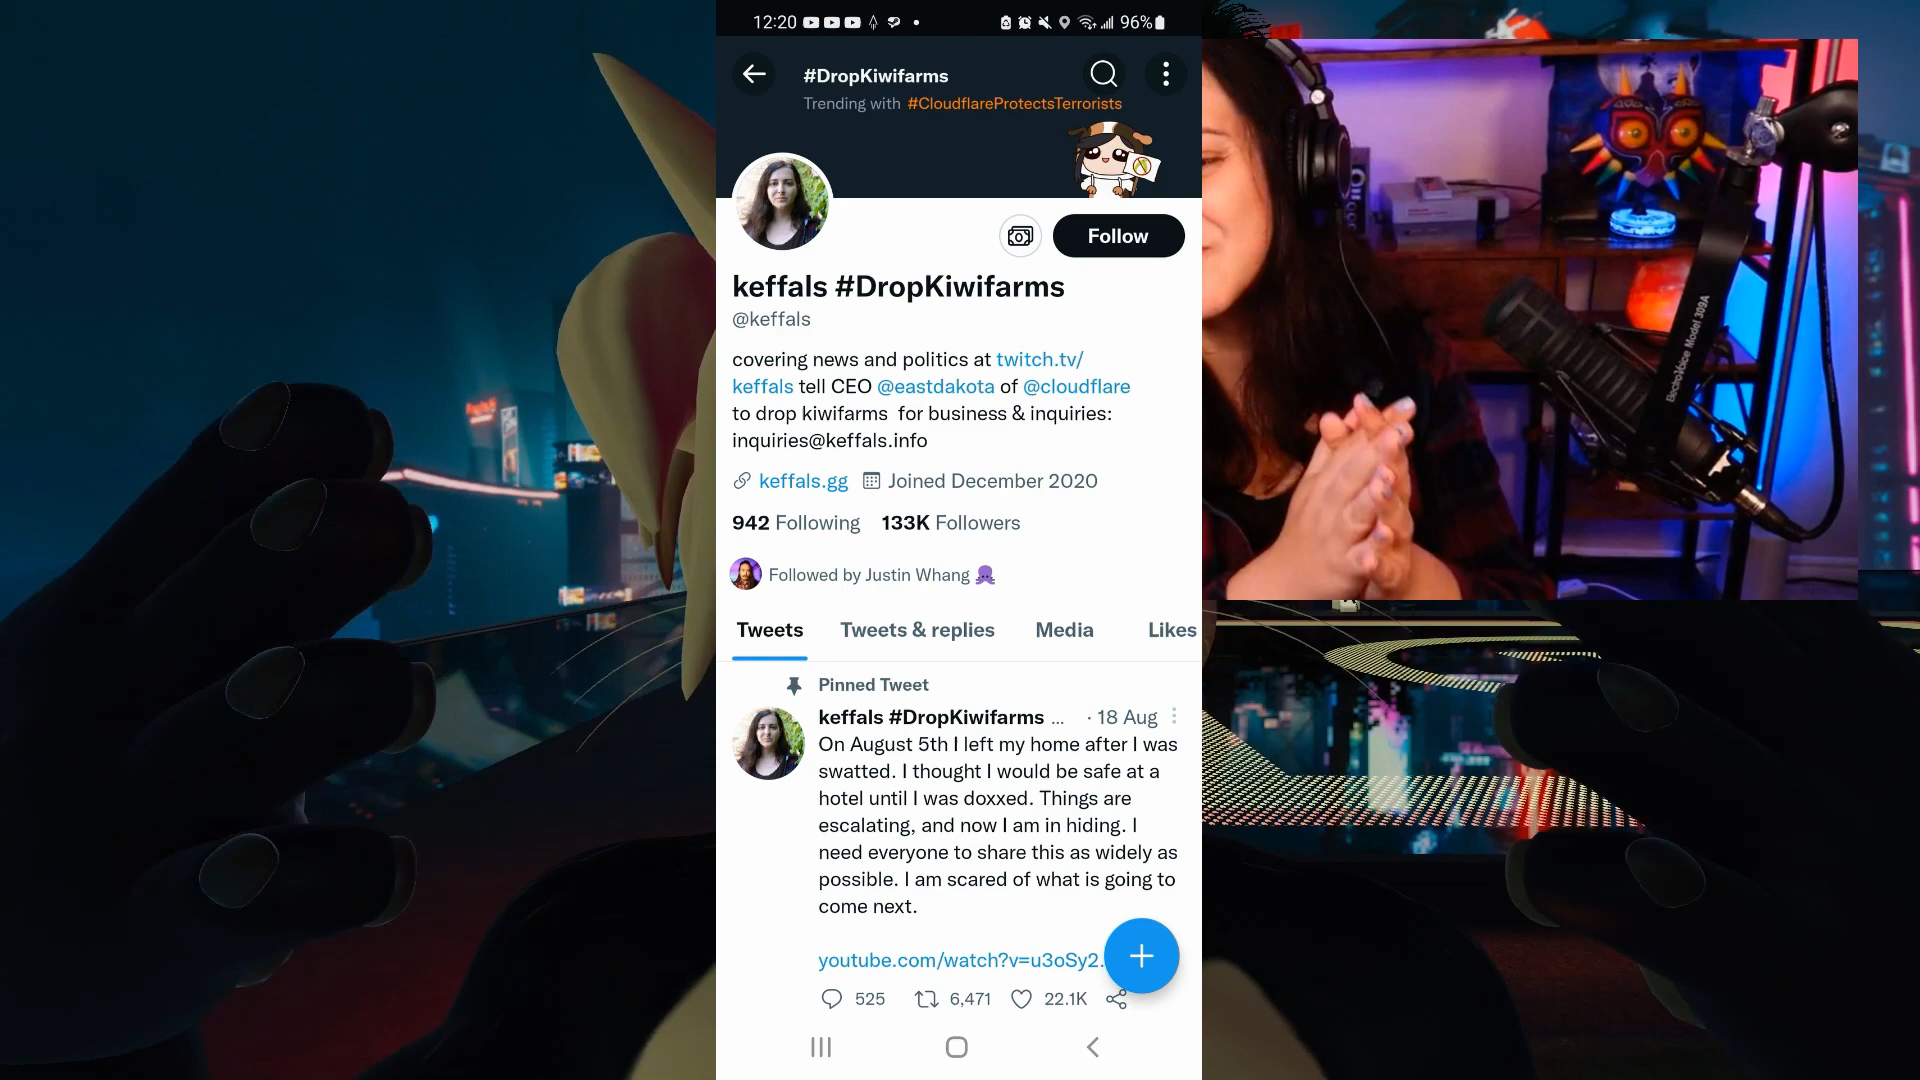 12:20
96%
#DropKiwifarms
Trending with #CloudflareProtectsTerrorists
Follow
keffals #DropKiwifarms
@keffals
covering news and politics at twitch.tv/
keffals tell CEO @eastdakota of @cloudflare
to drop kiwifarms for business & inquiries:
inquiries@keffals.info
keffals.gg Joined December 2020
942 Following 133K Followers
Followed by Justin Whang
Tweets Tweets & replies Media Likes
Pinned Tweet
keffals #DropKiwifarms ... · 18 Aug
On August 5th I left my home after I was
swatted. I thought I would be safe at a
hotel until I was doxxed. Things are
escalating, and now I am in hiding. I
need everyone to share this as widely as
possible. I am scared of what is going to
come next.
youtube.com/watch?v=u3oSy2.
525 6,471 22.1K
ElectroVoice Model 309A